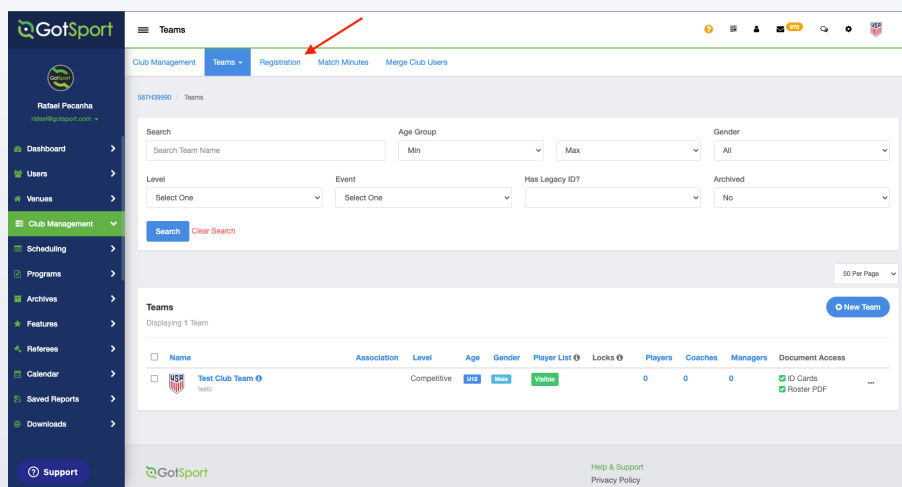 GotSport
Teams
970
Club Management Teams Registration Match Minutes Merge Club Users
GotSport
Rafael Pecanha
rafael@gotsport.com
587H39990 / Teams
Search Age Group Gender
Search Team Name Min Max All
Level Event Has Legacy ID? Archived
Select One Select One No
Search Clear Search
Dashboard
Users
Venues
Club Management
Scheduling
Programs
Archives
Features
Referees
Calendar
Saved Reports
Downloads
Support
50 Per Page
Teams
New Team
Displaying 1 Team
Name Association Level Age Gender Player List Locks Players Coaches Managers Document Access
Test Club Team Competitive U12 Male Visible 0 0 0 ID Cards
testc Roster PDF
...
GotSport
Help & Support
Privacy Policy